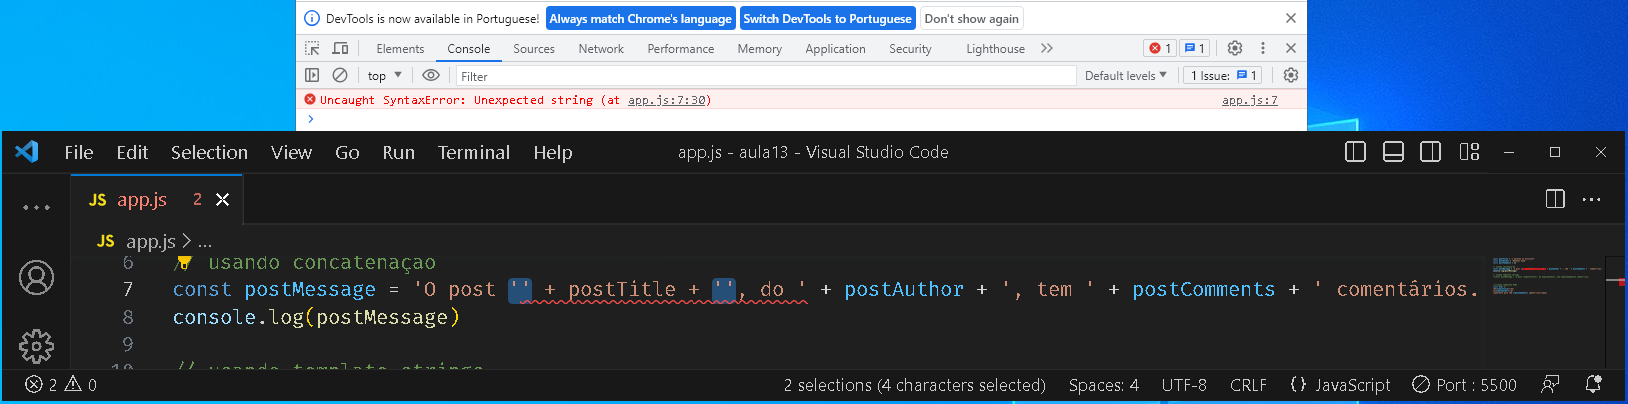 DevTools is now available in Portuguese! Always match Chrome's language Switch DevTools to Portuguese Don't show again
Elements Console Sources Network Performance Memory Application Security Lighthouse 1 1
top Filter Default levels 1 Issue: 1
Uncaught SyntaxError: Unexpected string (at app.js:7:30) app.js:7
File Edit Selection View Go Run Terminal Help app.js - aula13 - Visual Studio Code
JS app.js 2
JS app.js > ...
6 // usando concatenaçao
7 const postMessage = 'O post '' + postTitle + '', do ' + postAuthor + ', tem ' + postComments + ' comentários.
8 console.log(postMessage)
9
10 // usando template strings
2 0 2 selections (4 characters selected) Spaces: 4 UTF-8 CRLF {} JavaScript Port : 5500